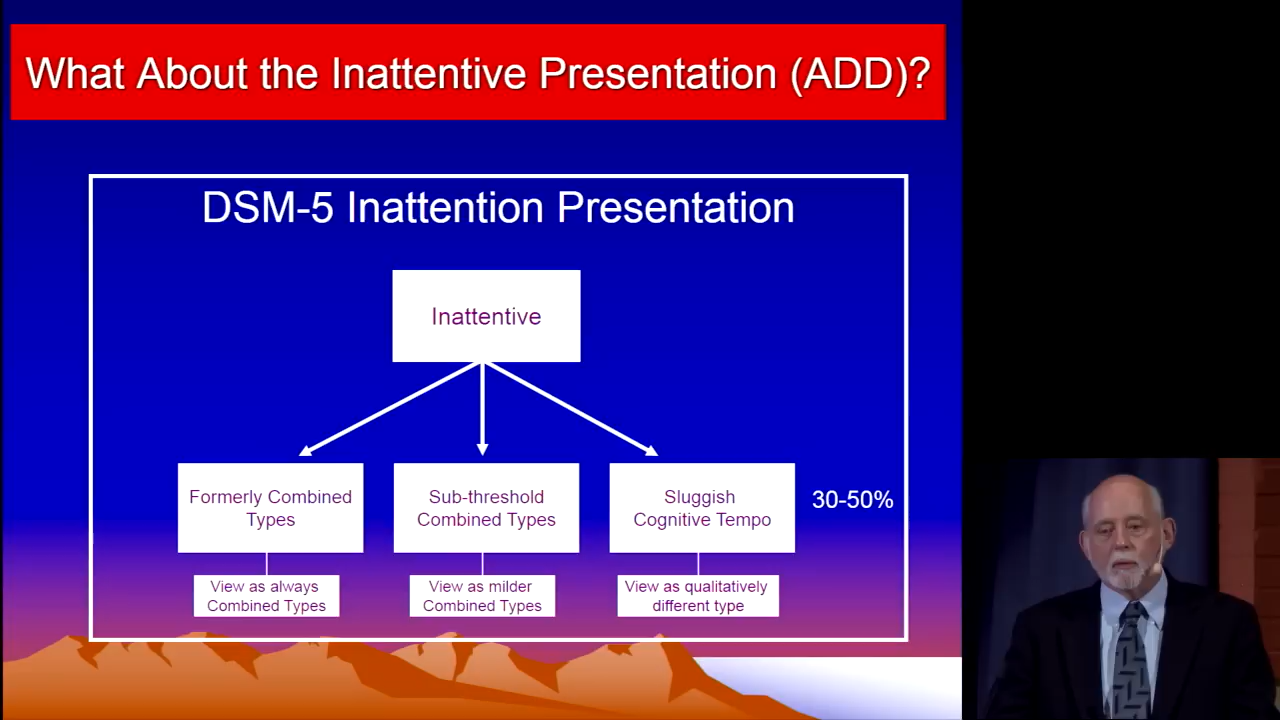 What About the Inattentive Presentation (ADD)?
DSM-5 Inattention Presentation
Inattentive
Formerly Combined
Types
Sub-threshold
Combined Types
Sluggish
Cognitive Tempo
30-50%
View as always
Combined Types
View as milder
Combined Types
View as qualitatively
different type